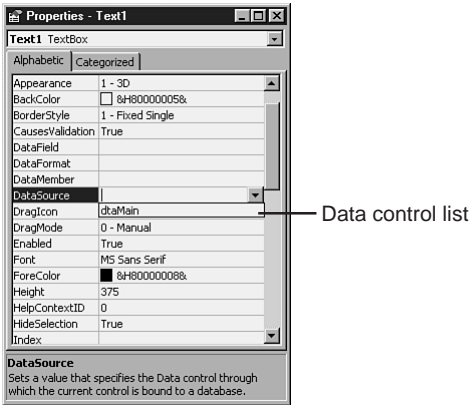 Properties - Text1
Text1 TextBox
Alphabetic Categorized
Appearance 1 - 3D
BackColor &H80000005&
BorderStyle 1 - Fixed Single
CausesValidation True
DataField
DataFormat
DataMember
DataSource
DragIcon dtaMain
Data control list
DragMode 0 - Manual
Enabled True
Font MS Sans Serif
ForeColor &H80000008&
Height 375
HelpContextID 0
HideSelection True
Index
DataSource
Sets a value that specifies the Data control through
which the current control is bound to a database.